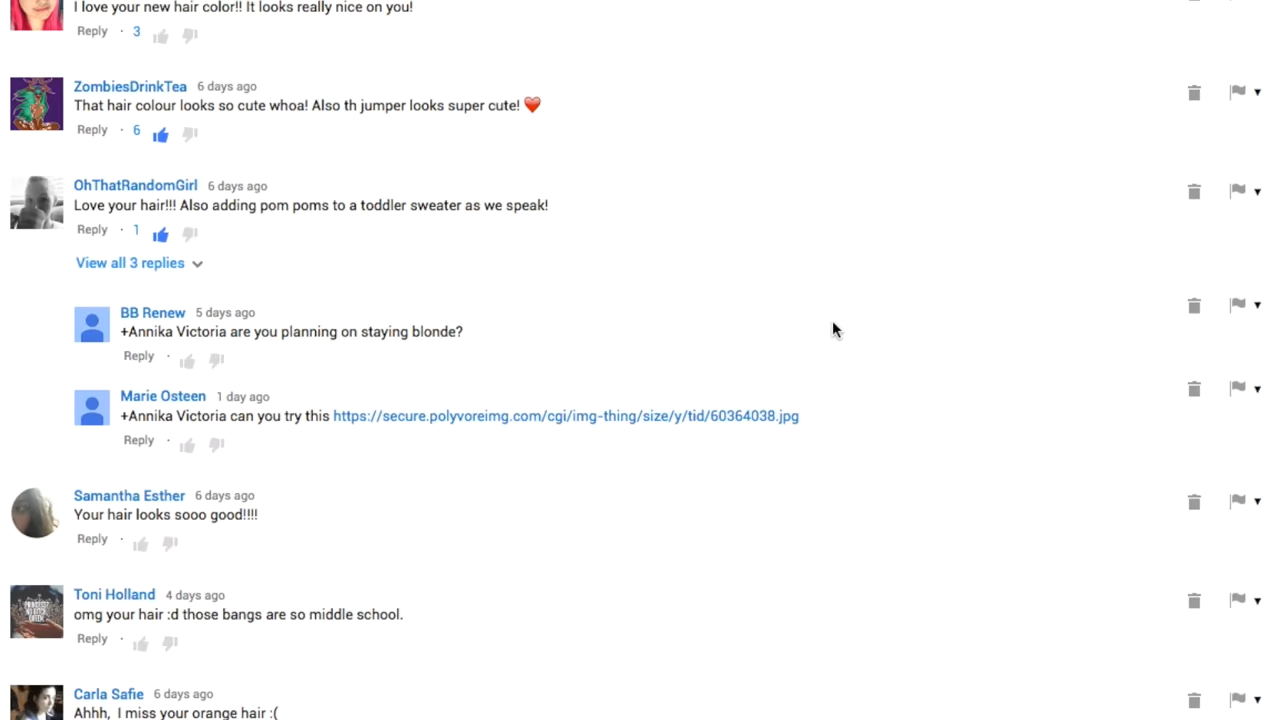 I love your new hair color!! It looks really nice on you!
Reply · 3
ZombiesDrinkTea 6 days ago
That hair colour looks so cute whoa! Also th jumper looks super cute! ❤️
Reply · 6
OhThatRandomGirl 6 days ago
Love your hair!!! Also adding pom poms to a toddler sweater as we speak!
Reply · 1
View all 3 replies
BB Renew 5 days ago
+Annika Victoria are you planning on staying blonde?
Reply ·
Marie Osteen 1 day ago
+Annika Victoria can you try this https://secure.polyvoreimg.com/cgi/img-thing/size/y/tid/60364038.jpg
Reply ·
Samantha Esther 6 days ago
Your hair looks sooo good!!!!
Reply ·
Toni Holland 4 days ago
omg your hair :d those bangs are so middle school.
Reply ·
Carla Safie 6 days ago
Ahhh, I miss your orange hair :(